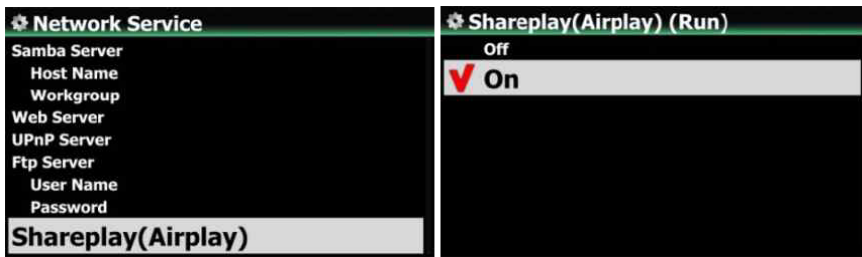 Network Service
Samba Server
Host Name
Workgroup
Web Server
UPnP Server
Ftp Server
User Name
Password
Shareplay(Airplay)
Shareplay(Airplay) (Run)
Off
On